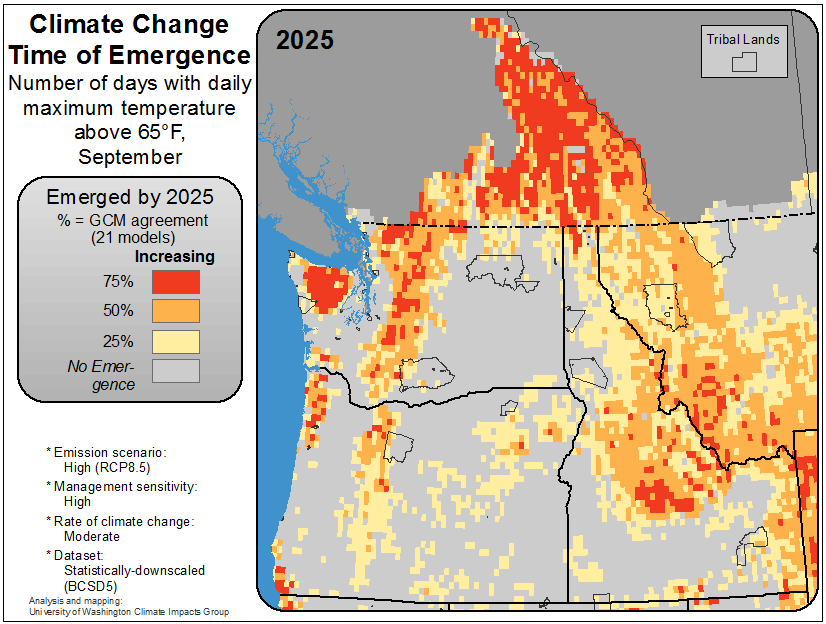 Climate Change
Time of Emergence
Number of days with daily
maximum temperature
above 65°F,
September
Emerged by 2025
% = GCM agreement
(21 models)
Increasing
75%
50%
25%
No Emer-
gence
* Emission scenario:
High (RCP8.5)
* Management sensitivity:
High
* Rate of climate change:
Moderate
* Dataset:
Statistically-downscaled
(BCSD5)
Analysis and mapping:
University of Washington Climate Impacts Group
2025
Tribal Lands